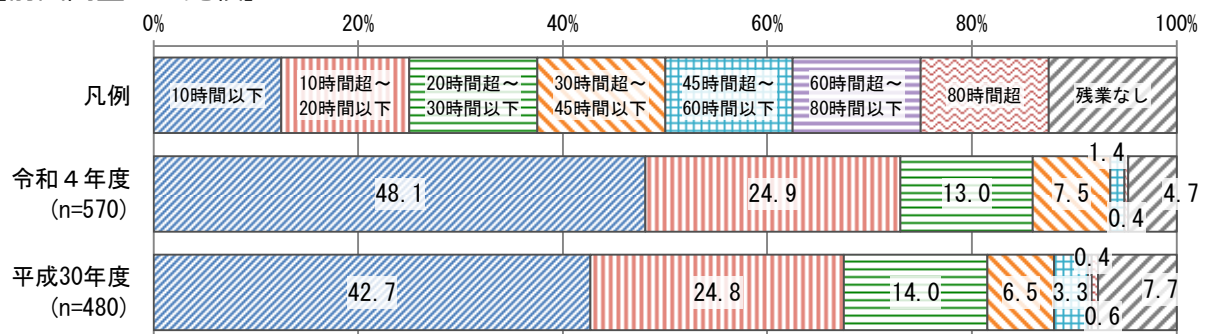 0%
20%
40%
60%
80%
100%
凡例
10時間以下
10時間超~
20時間以下
20時間超~
30時間以下
30時間超~
45時間以下
45時間超~
60時間以下
60時間超~
80時間以下
80時間超
残業なし
令和４年度
(n=570)
48.1
24.9
13.0
7.5
1.4
0.4
4.7
平成30年度
(n=480)
42.7
24.8
14.0
6.5
3.3
0.4
0.6
7.7